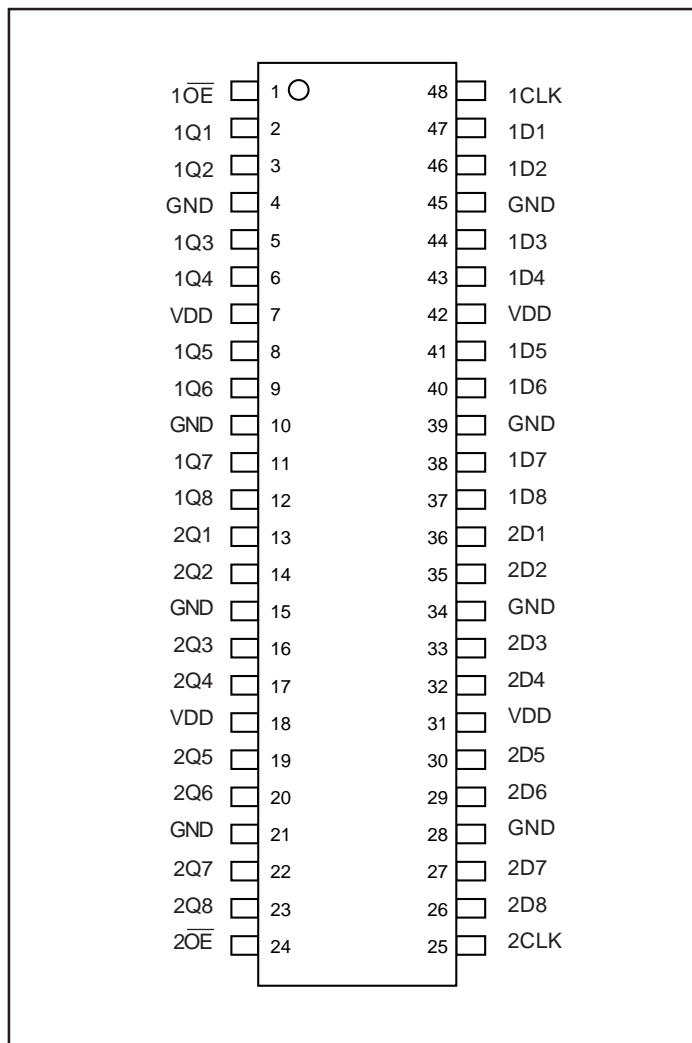 1O̅E̅ 1 48 1CLK
1Q1 2 47 1D1
1Q2 3 46 1D2
GND 4 45 GND
1Q3 5 44 1D3
1Q4 6 43 1D4
VDD 7 42 VDD
1Q5 8 41 1D5
1Q6 9 40 1D6
GND 10 39 GND
1Q7 11 38 1D7
1Q8 12 37 1D8
2Q1 13 36 2D1
2Q2 14 35 2D2
GND 15 34 GND
2Q3 16 33 2D3
2Q4 17 32 2D4
VDD 18 31 VDD
2Q5 19 30 2D5
2Q6 20 29 2D6
GND 21 28 GND
2Q7 22 27 2D7
2Q8 23 26 2D8
2O̅E̅ 24 25 2CLK